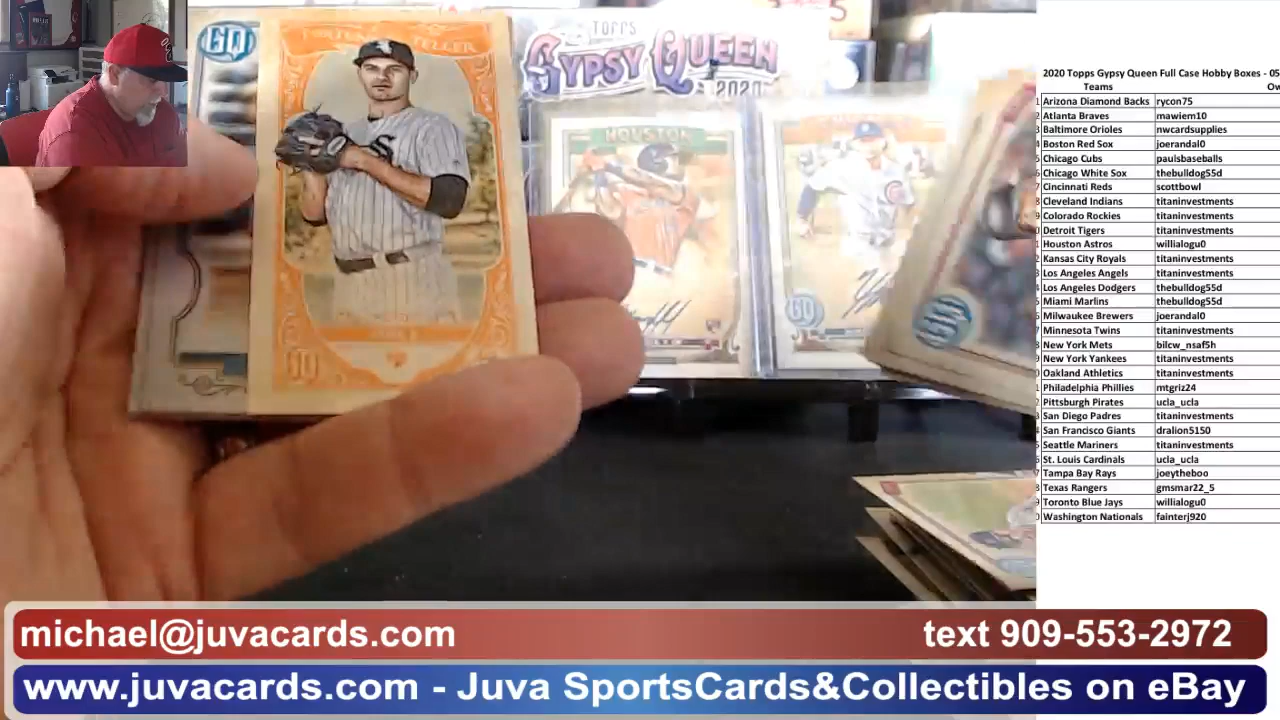 GQ
FORTUNE TELLER
TOPPS
GYPSY QUEEN
2020
HOUSTON
GQ
2020 Topps Gypsy Queen Full Case Hobby Boxes - 05
Teams Ow
Arizona Diamond Backs rycon75
Atlanta Braves mawiem10
Baltimore Orioles nwcardsupplies
Boston Red Sox joerandal0
Chicago Cubs paulsbaseballs
Chicago White Sox thebulldog55d
Cincinnati Reds scottbowl
Cleveland Indians titaninvestments
Colorado Rockies titaninvestments
Detroit Tigers titaninvestments
Houston Astros willialogu0
Kansas City Royals titaninvestments
Los Angeles Angels titaninvestments
Los Angeles Dodgers thebulldog55d
Miami Marlins thebulldog55d
Milwaukee Brewers joerandal0
Minnesota Twins titaninvestments
New York Mets bilcw_nsaf5h
New York Yankees titaninvestments
Oakland Athletics titaninvestments
Philadelphia Phillies mtgriz24
Pittsburgh Pirates ucla_ucla
San Diego Padres titaninvestments
San Francisco Giants dralion5150
Seattle Mariners titaninvestments
St. Louis Cardinals ucla_ucla
Tampa Bay Rays joeytheboo
Texas Rangers gmsmar22_5
Toronto Blue Jays willialogu0
Washington Nationals fainterj920
michael@juvacards.com text 909-553-2972
www.juvacards.com - Juva SportsCards&Collectibles on eBay